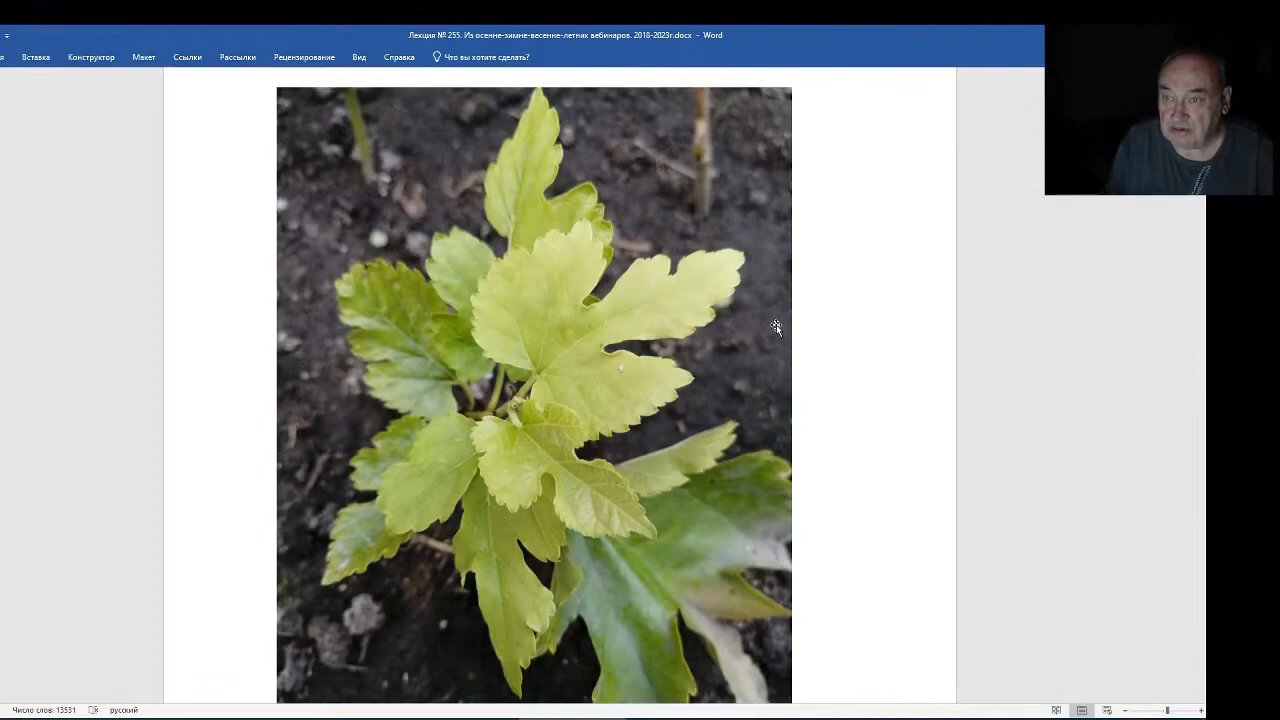 Лекция № 255. Из осенне-зимне-весенне-летних вебинаров. 2018-2023г.docx - Word
Вставка Конструктор Макет Ссылки Рассылки Рецензирование Вид Справка Что вы хотите сделать?
Число слов: 13531 русский